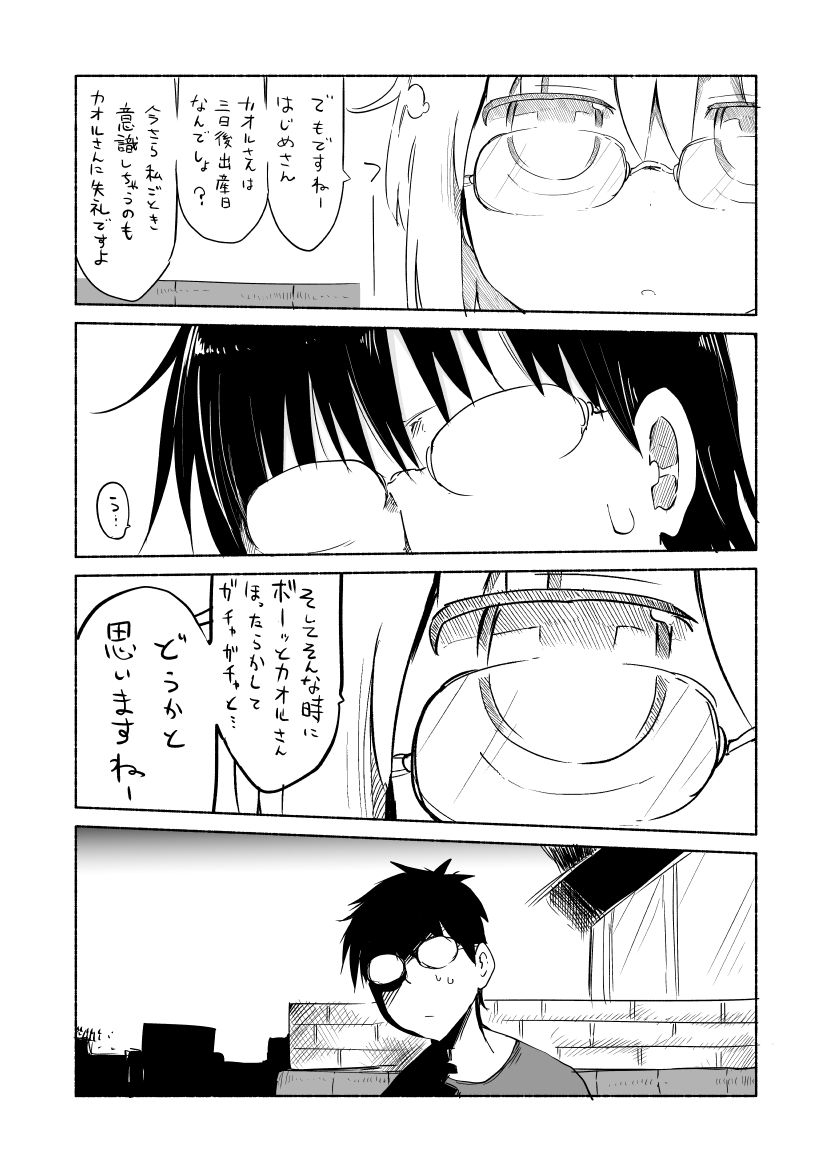 でもですねー
はじめさん
カオルさんは
三日後出産日
なんでしょ?
今さら私ごとき
意識しちゃうのも
カオルさんに失礼ですよ
う…
そしてそんな時に
ボーッとカオルさん
ほったらかして
ガチャガチャと…
どうかと
思いますねー